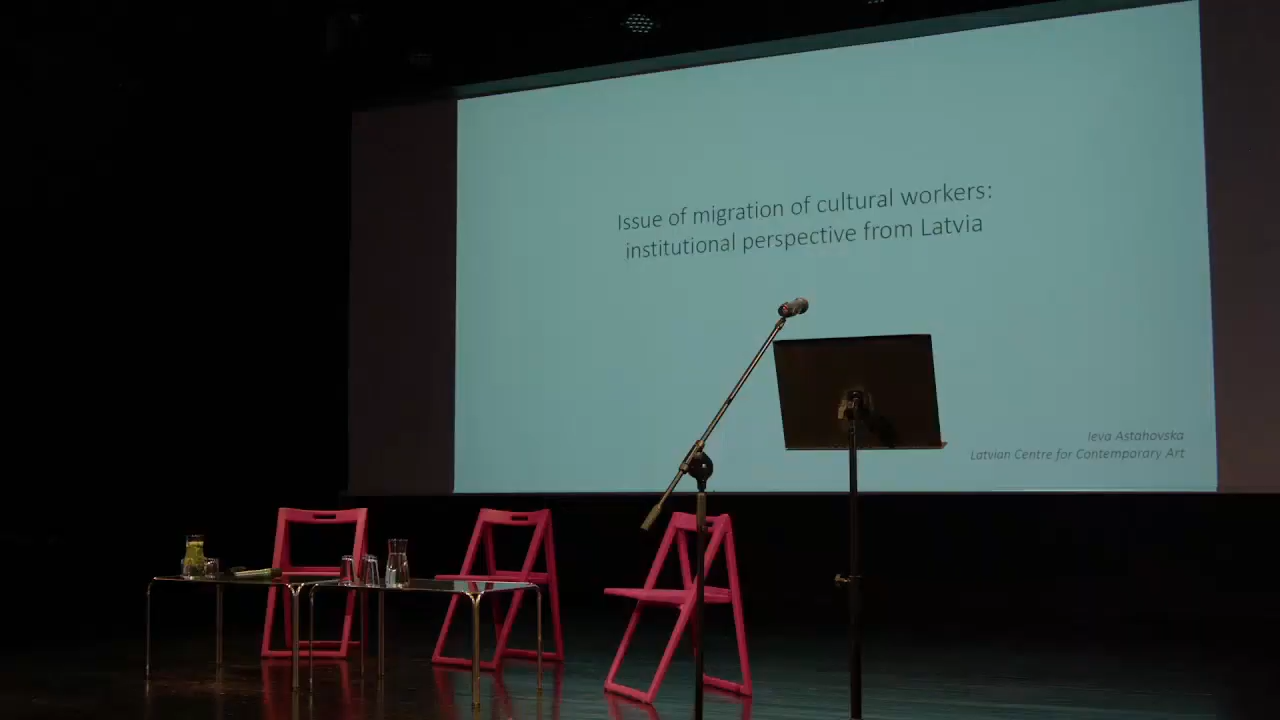 Issue of migration of cultural workers:
institutional perspective from Latvia
Ieva Astahovska
Latvian Centre for Contemporary Art